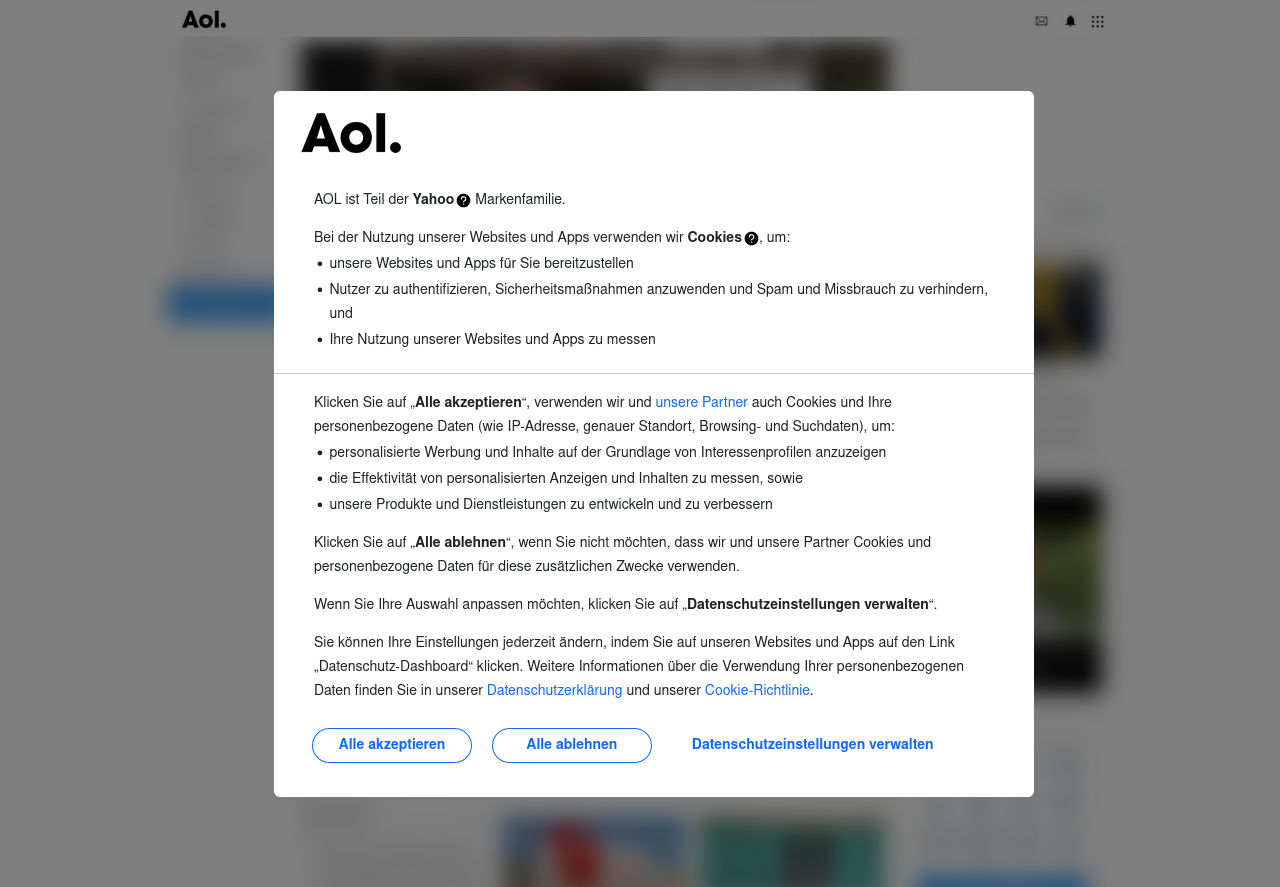 Aol.
Aol.
AOL ist Teil der Yahoo Markenfamilie.
Bei der Nutzung unserer Websites und Apps verwenden wir Cookies, um:
• unsere Websites und Apps für Sie bereitzustellen
• Nutzer zu authentifizieren, Sicherheitsmaßnahmen anzuwenden und Spam und Missbrauch zu verhindern,
und
• Ihre Nutzung unserer Websites und Apps zu messen
Klicken Sie auf „Alle akzeptieren“, verwenden wir und unsere Partner auch Cookies und Ihre
personenbezogene Daten (wie IP-Adresse, genauer Standort, Browsing- und Suchdaten), um:
• personalisierte Werbung und Inhalte auf der Grundlage von Interessenprofilen anzuzeigen
• die Effektivität von personalisierten Anzeigen und Inhalten zu messen, sowie
• unsere Produkte und Dienstleistungen zu entwickeln und zu verbessern
Klicken Sie auf „Alle ablehnen“, wenn Sie nicht möchten, dass wir und unsere Partner Cookies und
personenbezogene Daten für diese zusätzlichen Zwecke verwenden.
Wenn Sie Ihre Auswahl anpassen möchten, klicken Sie auf „Datenschutzeinstellungen verwalten“.
Sie können Ihre Einstellungen jederzeit ändern, indem Sie auf unseren Websites und Apps auf den Link
„Datenschutz-Dashboard“ klicken. Weitere Informationen über die Verwendung Ihrer personenbezogenen
Daten finden Sie in unserer Datenschutzerklärung und unserer Cookie-Richtlinie.
Alle akzeptieren Alle ablehnen Datenschutzeinstellungen verwalten